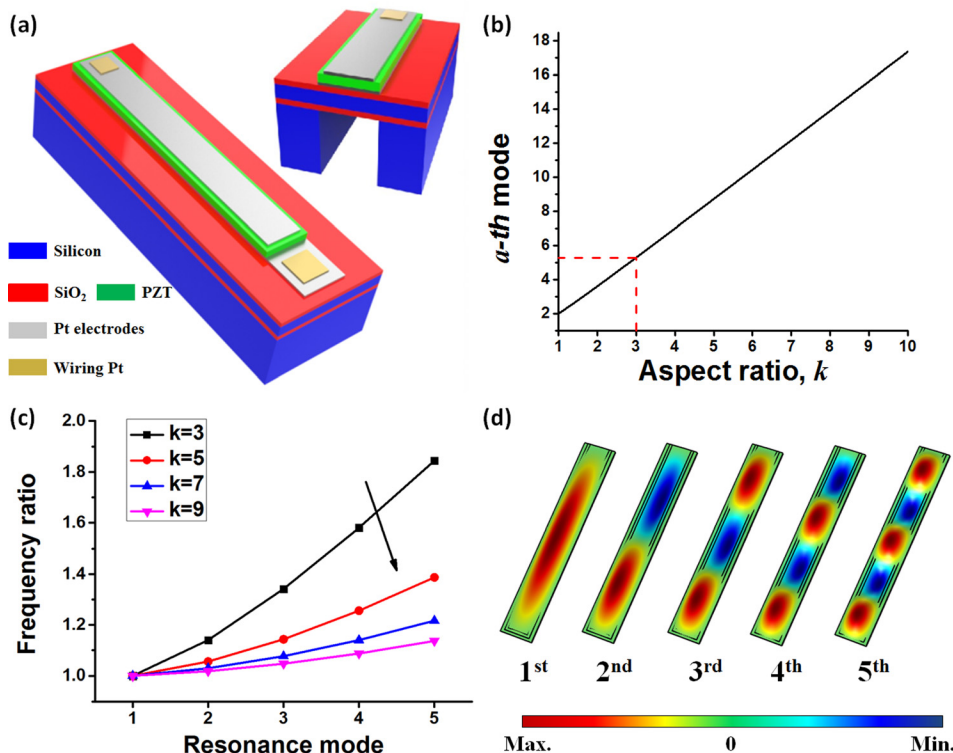 (a)
Silicon
SiO₂ PZT
Pt electrodes
Wiring Pt
(b)
a-th mode
18
16
14
12
10
8
6
4
2
1 2 3 4 5 6 7 8 9 10
Aspect ratio, k
(c)
Frequency ratio
2.0
1.8
1.6
1.4
1.2
1.0
k=3
k=5
k=7
k=9
1 2 3 4 5
Resonance mode
(d)
1ˢᵗ 2ⁿᵈ 3ʳᵈ 4ᵗʰ 5ᵗʰ
Max. 0 Min.